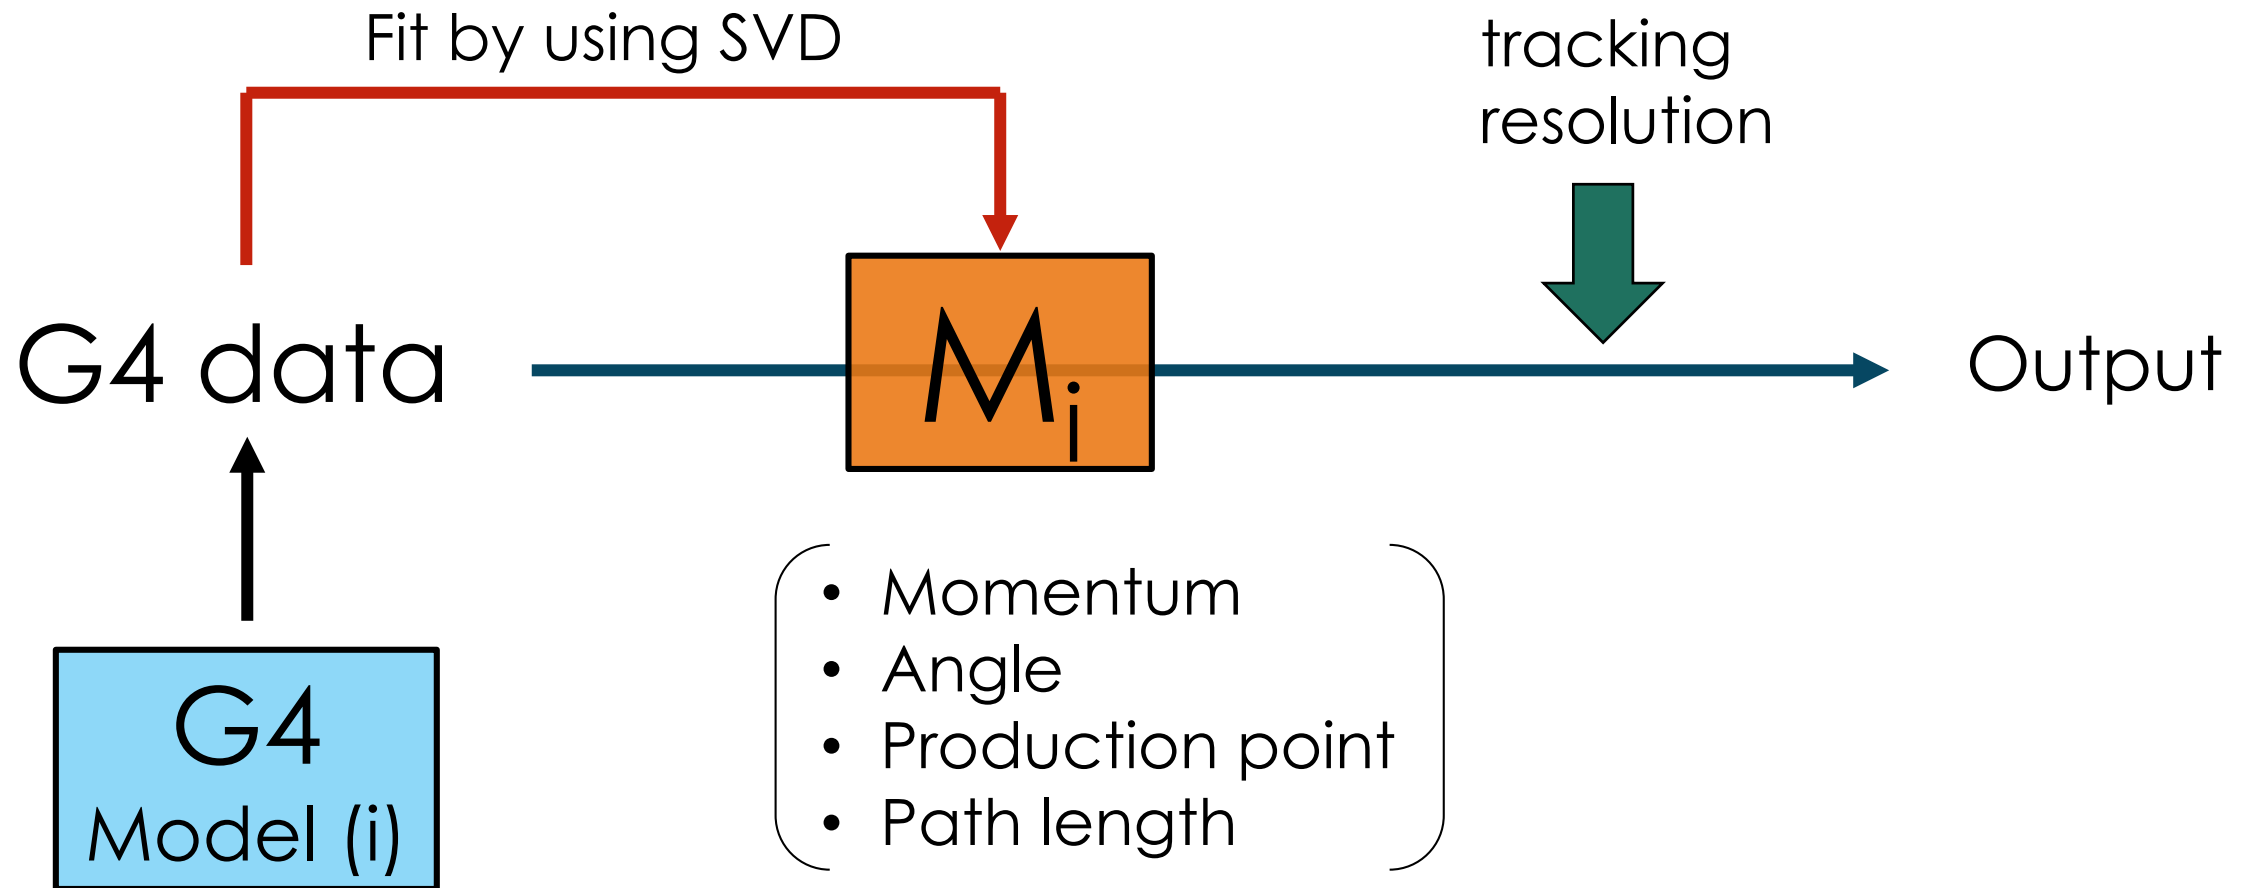 Fit by using SVD
tracking
resolution
G4 data
Mi
Output
G4
Model (i)
• Momentum
• Angle
• Production point
• Path length